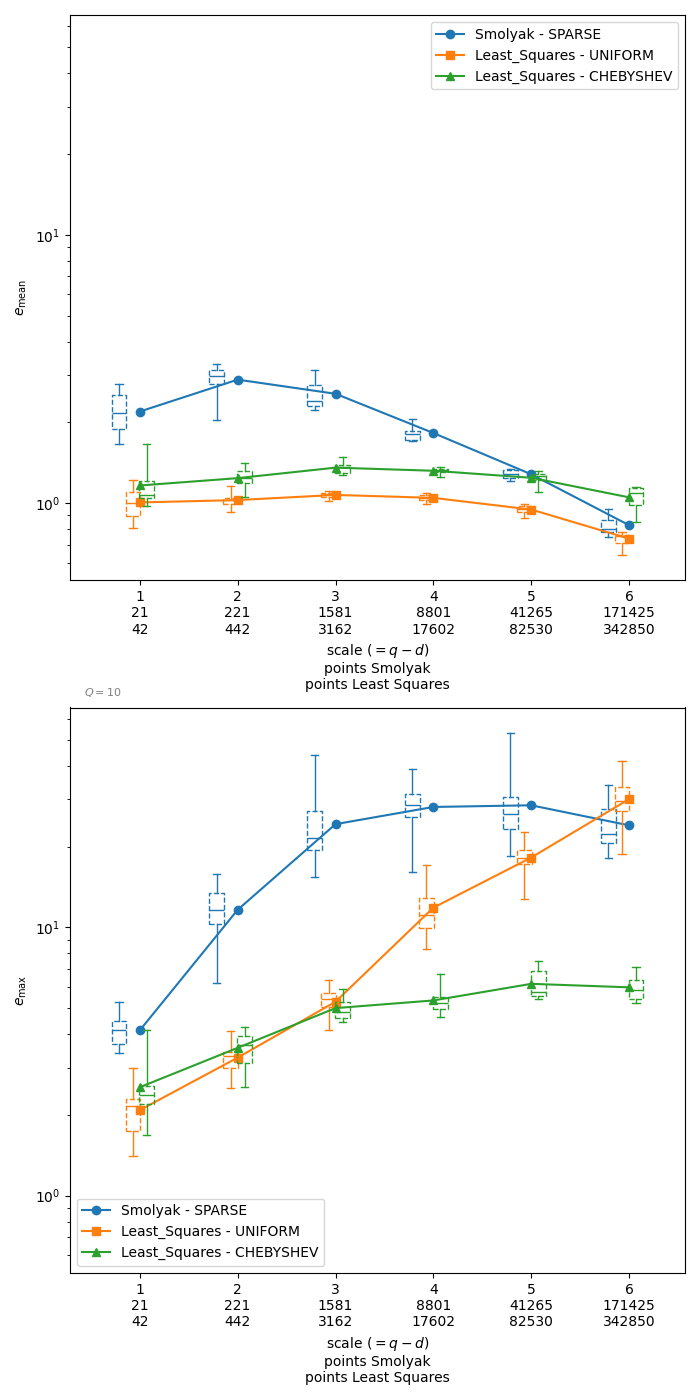 Smolyak - SPARSE
Least_Squares - UNIFORM
Least_Squares - CHEBYSHEV
10¹
10⁰
e_mean
1 2 3 4 5 6
21 221 1581 8801 41265 171425
42 442 3162 17602 82530 342850
scale (= q − d)
points Smolyak
points Least Squares
Q = 10
10¹
10⁰
e_max
Smolyak - SPARSE
Least_Squares - UNIFORM
Least_Squares - CHEBYSHEV
1 2 3 4 5 6
21 221 1581 8801 41265 171425
42 442 3162 17602 82530 342850
scale (= q − d)
points Smolyak
points Least Squares